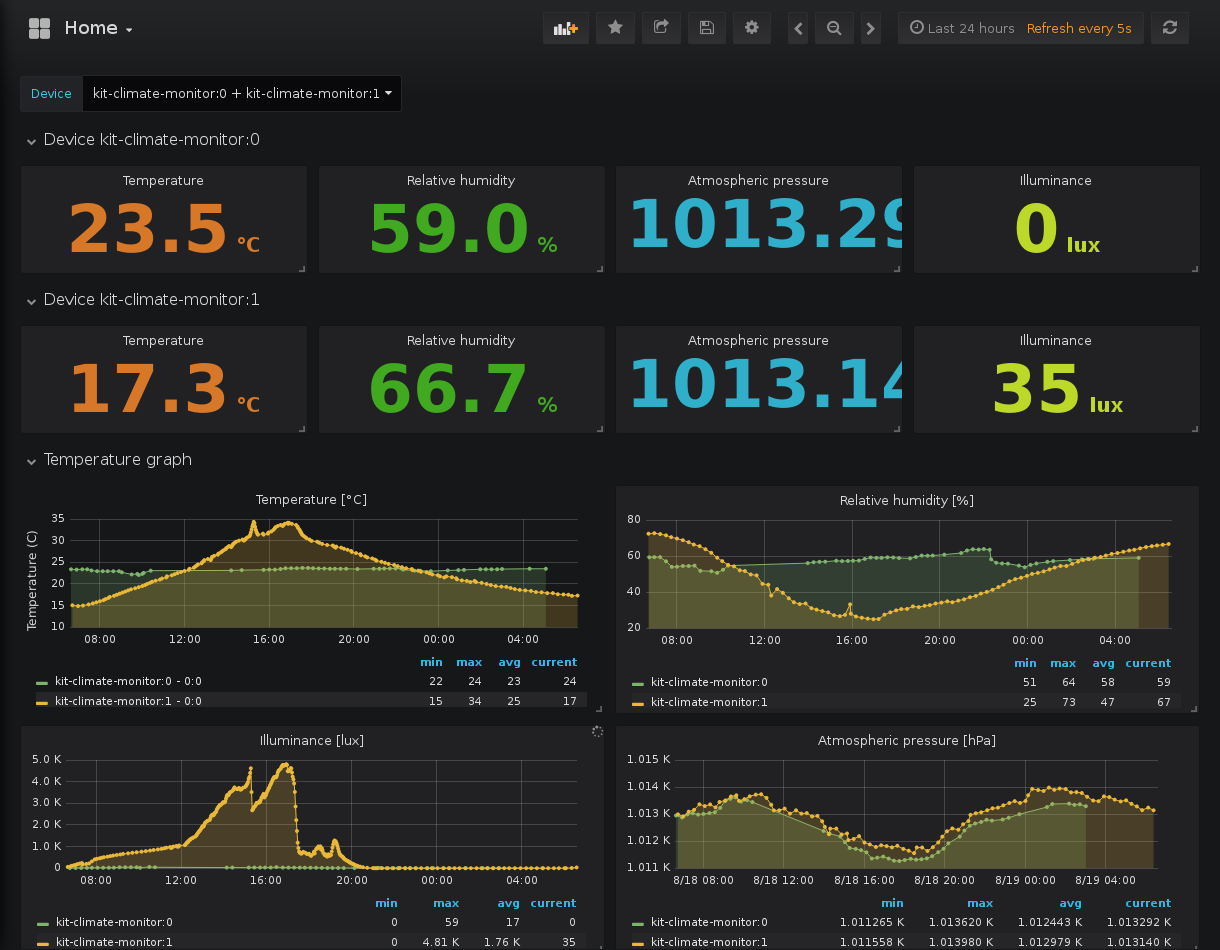 Home
Last 24 hours Refresh every 5s
Device kit-climate-monitor:0 + kit-climate-monitor:1
Device kit-climate-monitor:0
Temperature Relative humidity Atmospheric pressure Illuminance
23.5 °C 59.0 % 1013.29 0 lux
Device kit-climate-monitor:1
Temperature Relative humidity Atmospheric pressure Illuminance
17.3 °C 66.7 % 1013.14 35 lux
Temperature graph
Temperature [°C]
Temperature (C)
35
30
25
20
15
10
08:00 12:00 16:00 20:00 00:00 04:00
min max avg current
kit-climate-monitor:0 - 0:0 22 24 23 24
kit-climate-monitor:1 - 0:0 15 34 25 17
Relative humidity [%]
80
60
40
20
08:00 12:00 16:00 20:00 00:00 04:00
min max avg current
kit-climate-monitor:0 51 64 58 59
kit-climate-monitor:1 25 73 47 67
Illuminance [lux]
5.0 K
4.0 K
3.0 K
2.0 K
1.0 K
0
08:00 12:00 16:00 20:00 00:00 04:00
min max avg current
kit-climate-monitor:0 0 59 17 0
kit-climate-monitor:1 0 4.81 K 1.76 K 35
Atmospheric pressure [hPa]
1.015 K
1.014 K
1.013 K
1.012 K
1.011 K
8/18 08:00 8/18 12:00 8/18 16:00 8/18 20:00 8/19 00:00 8/19 04:00
min max avg current
kit-climate-monitor:0 1.011265 K 1.013620 K 1.012443 K 1.013292 K
kit-climate-monitor:1 1.011558 K 1.013980 K 1.012979 K 1.013140 K